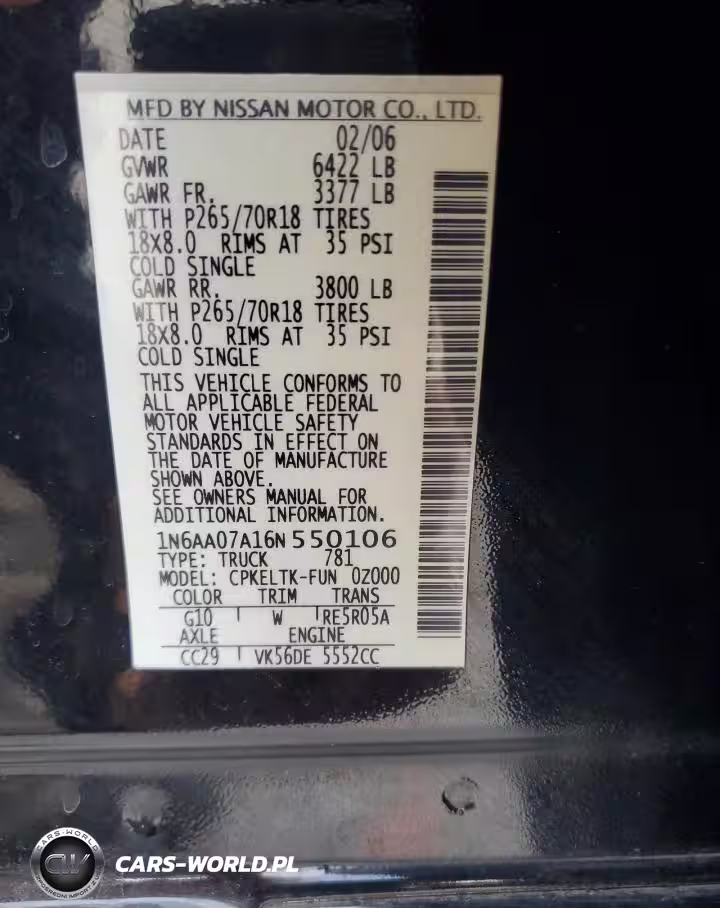 MFD BY NISSAN MOTOR CO., LTD.
DATE 02/06
GVWR 6422 LB
GAWR FR. 3377 LB
WITH P265/70R18 TIRES
18X8.0 RIMS AT 35 PSI
COLD SINGLE
GAWR RR. 3800 LB
WITH P265/70R18 TIRES
18X8.0 RIMS AT 35 PSI
COLD SINGLE
THIS VEHICLE CONFORMS TO
ALL APPLICABLE FEDERAL
MOTOR VEHICLE SAFETY
STANDARDS IN EFFECT ON
THE DATE OF MANUFACTURE
SHOWN ABOVE.
SEE OWNERS MANUAL FOR
ADDITIONAL INFORMATION.
1N6AA07A16N550106
TYPE: TRUCK 781
MODEL: CPKELTK-FUN 0Z000
COLOR TRIM TRANS
G10 W RE5R05A
AXLE ENGINE
CC29 VK56DE 5552CC
CARS-WORLD
CW
CARS-WORLD.PL